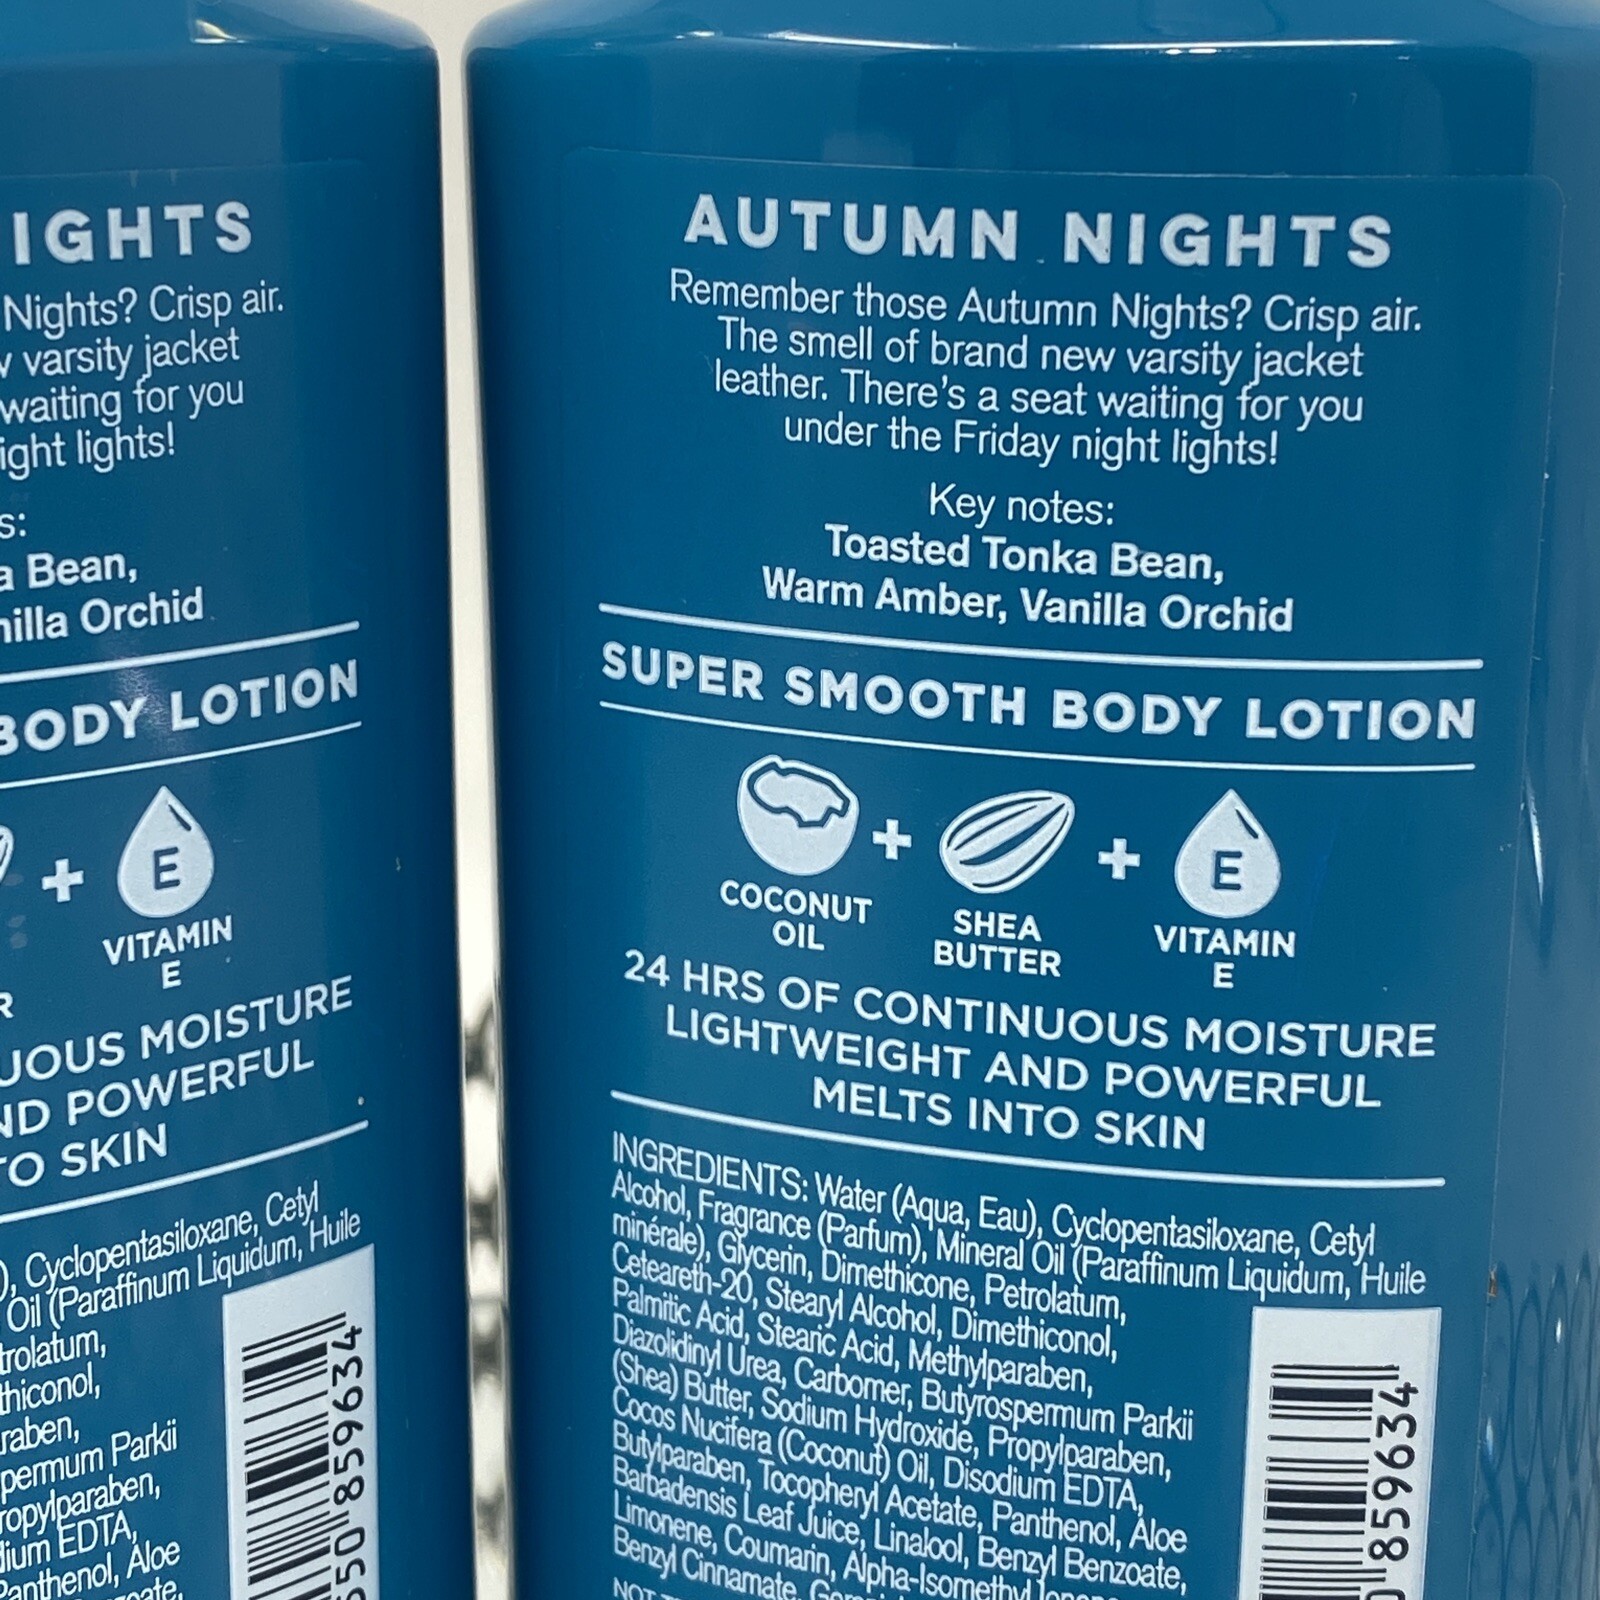 IGHTS
Nights? Crisp air.
varsity jacket
waiting for you
ight lights!
s:
a Bean,
nilla Orchid
BODY LOTION
+ E
VITAMIN
E
R
UOUS MOISTURE
ND POWERFUL
TO SKIN
), Cyclopentasiloxane, Cetyl
Oil (Paraffinum Liquidum, Huile
trolatum,
thiconol,
raben,
permum Parkii
ropylparaben,
dium EDTA,
Panthenol, Aloe
550 859634
AUTUMN NIGHTS
Remember those Autumn Nights? Crisp air.
The smell of brand new varsity jacket
leather. There's a seat waiting for you
under the Friday night lights!
Key notes:
Toasted Tonka Bean,
Warm Amber, Vanilla Orchid
SUPER SMOOTH BODY LOTION
+ + E
COCONUT OIL
SHEA BUTTER
VITAMIN E
24 HRS OF CONTINUOUS MOISTURE
LIGHTWEIGHT AND POWERFUL
MELTS INTO SKIN
INGREDIENTS: Water (Aqua, Eau), Cyclopentasiloxane, Cetyl
Alcohol, Fragrance (Parfum), Mineral Oil (Paraffinum Liquidum, Huile
minérale), Glycerin, Dimethicone, Petrolatum,
Ceteareth-20, Stearyl Alcohol, Dimethiconol,
Palmitic Acid, Stearic Acid, Methylparaben,
Diazolidinyl Urea, Carbomer, Butyrospermum Parkii
(Shea) Butter, Sodium Hydroxide, Propylparaben,
Cocos Nucifera (Coconut) Oil, Disodium EDTA,
Butylparaben, Tocopheryl Acetate, Panthenol, Aloe
Barbadensis Leaf Juice, Linalool, Benzyl Benzoate,
Limonene, Coumarin, Alpha-Isomethyl Ionone,
Benzyl Cinnamate,
NOT
0 859634